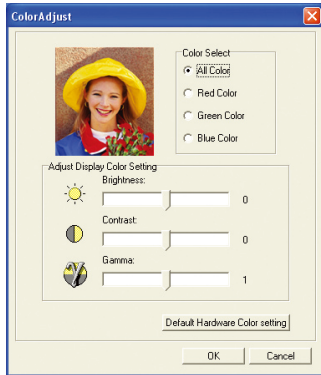 ColorAdjust
Color Select
All Color
Red Color
Green Color
Blue Color
Adjust Display Color Setting
Brightness:
0
Contrast:
0
Gamma:
1
Default Hardware Color setting
OK
Cancel